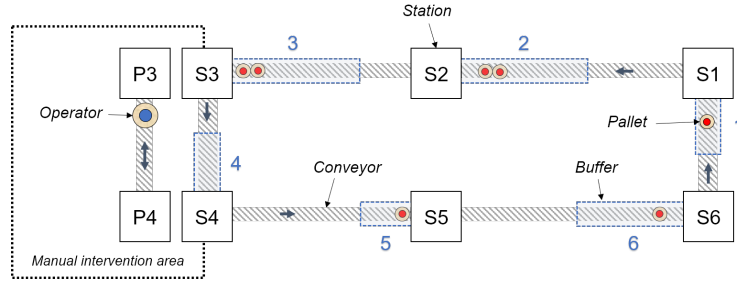 Station
3
2
P3
S3
S2
S1
Operator
Pallet
4
Conveyor
Buffer
P4
S4
S5
S6
5
6
Manual intervention area